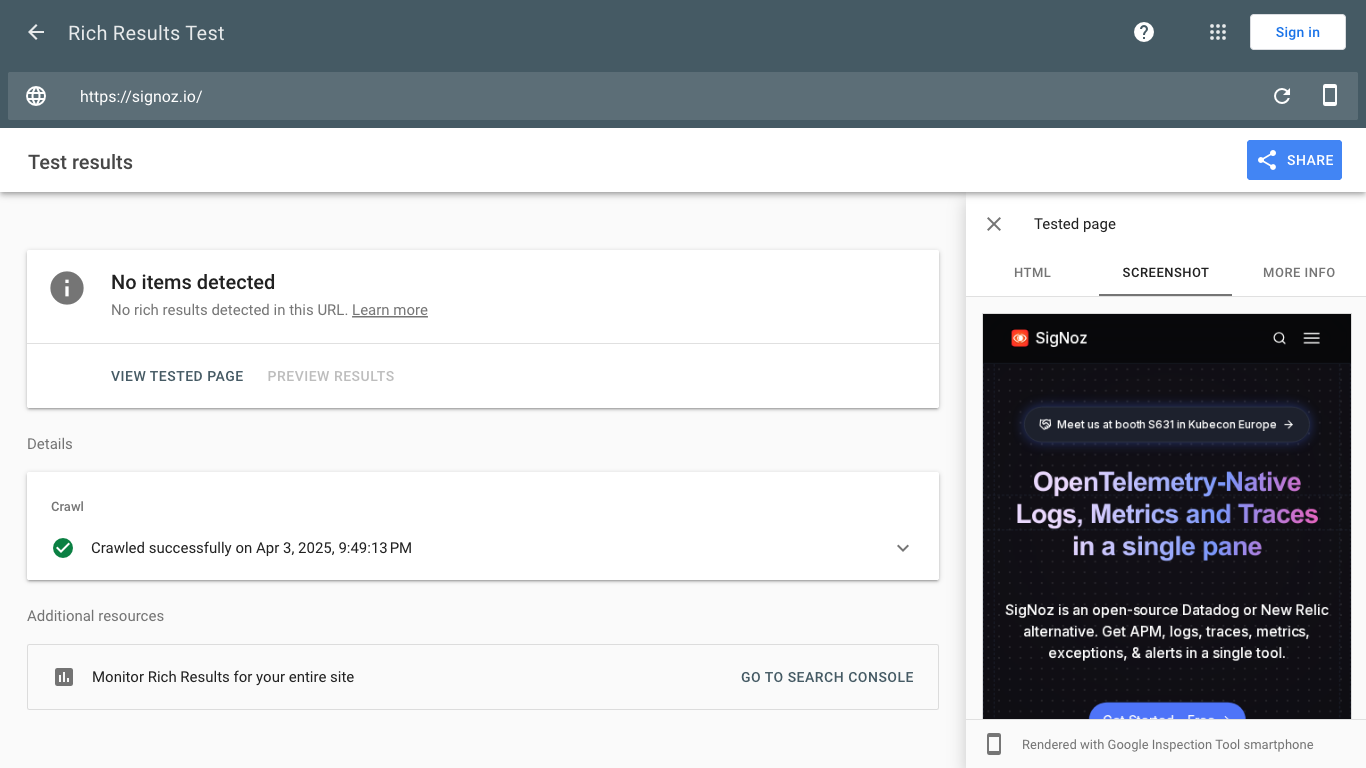 Rich Results Test
Sign in
https://signoz.io/
Test results
SHARE
No items detected
No rich results detected in this URL. Learn more
VIEW TESTED PAGE PREVIEW RESULTS
Details
Crawl
Crawled successfully on Apr 3, 2025, 9:49:13 PM
Additional resources
Monitor Rich Results for your entire site
GO TO SEARCH CONSOLE
Tested page
HTML SCREENSHOT MORE INFO
SigNoz
Meet us at booth S631 in Kubecon Europe →
OpenTelemetry-Native
Logs, Metrics and Traces
in a single pane
SigNoz is an open-source Datadog or New Relic
alternative. Get APM, logs, traces, metrics,
exceptions, & alerts in a single tool.
Get Started - Free
Rendered with Google Inspection Tool smartphone